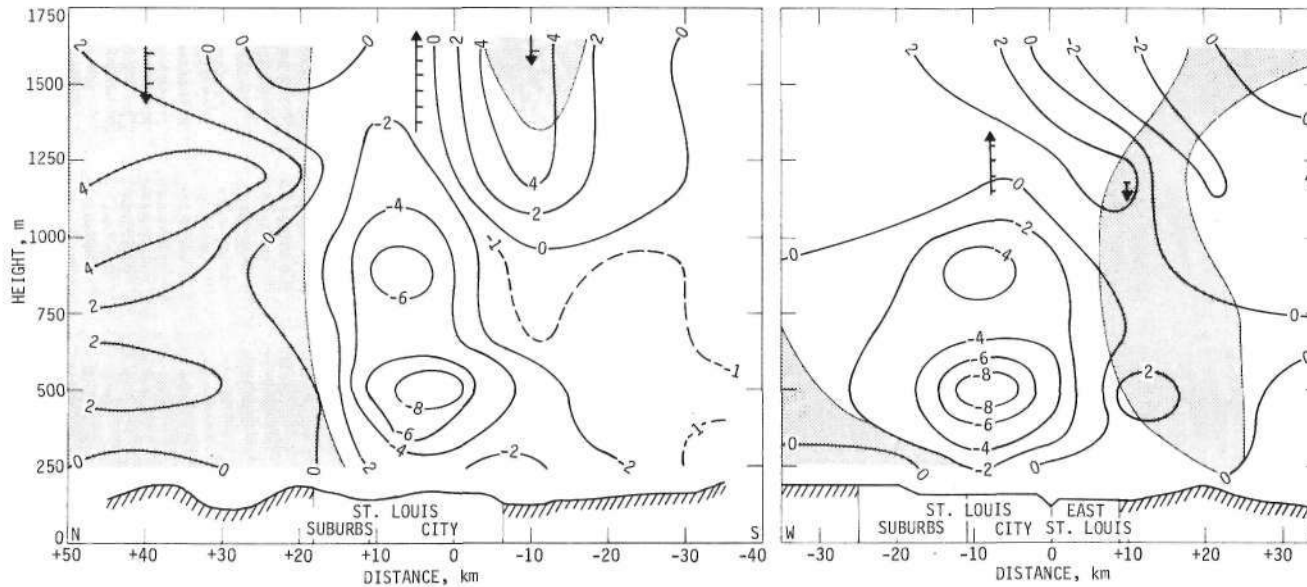 1750
1500
1250
1000
750
500
250
0
HEIGHT, m
2 0 0 0 2 4 4 2 0
2 0 -2 -2 0
-2
4 4 2 0
0 -1
-4 -6
-2 -4
4 2 0
2 2
-8 -6 -4
-1 -1
0 0 -2 -2 -2
-6 -8 -8 -6 -4 -2
-2 0 0 0 0
N S W
ST. LOUIS
SUBURBS CITY
ST. LOUIS EAST
SUBURBS CITY ST. LOUIS
+50 +40 +30 +20 +10 0 -10 -20 -30 -40
DISTANCE, km
-30 -20 -10 0 +10 +20 +30
DISTANCE, km